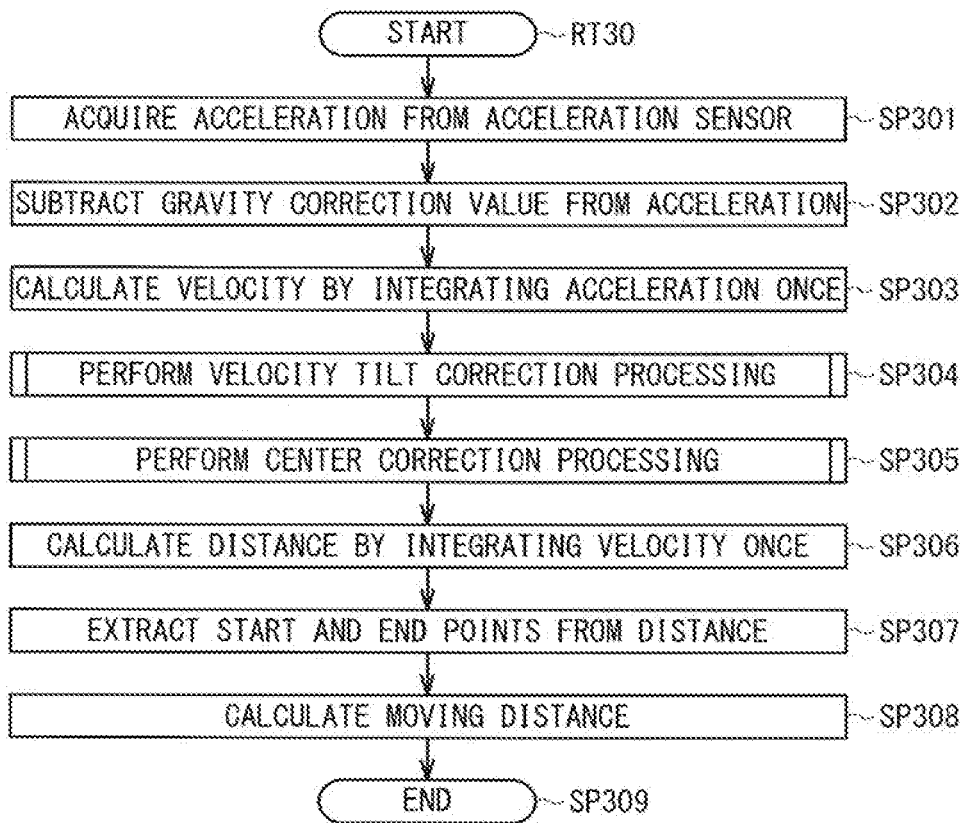 START RT30
ACQUIRE ACCELERATION FROM ACCELERATION SENSOR SP301
SUBTRACT GRAVITY CORRECTION VALUE FROM ACCELERATION SP302
CALCULATE VELOCITY BY INTEGRATING ACCELERATION ONCE SP303
PERFORM VELOCITY TILT CORRECTION PROCESSING SP304
PERFORM CENTER CORRECTION PROCESSING SP305
CALCULATE DISTANCE BY INTEGRATING VELOCITY ONCE SP306
EXTRACT START AND END POINTS FROM DISTANCE SP307
CALCULATE MOVING DISTANCE SP308
END SP309